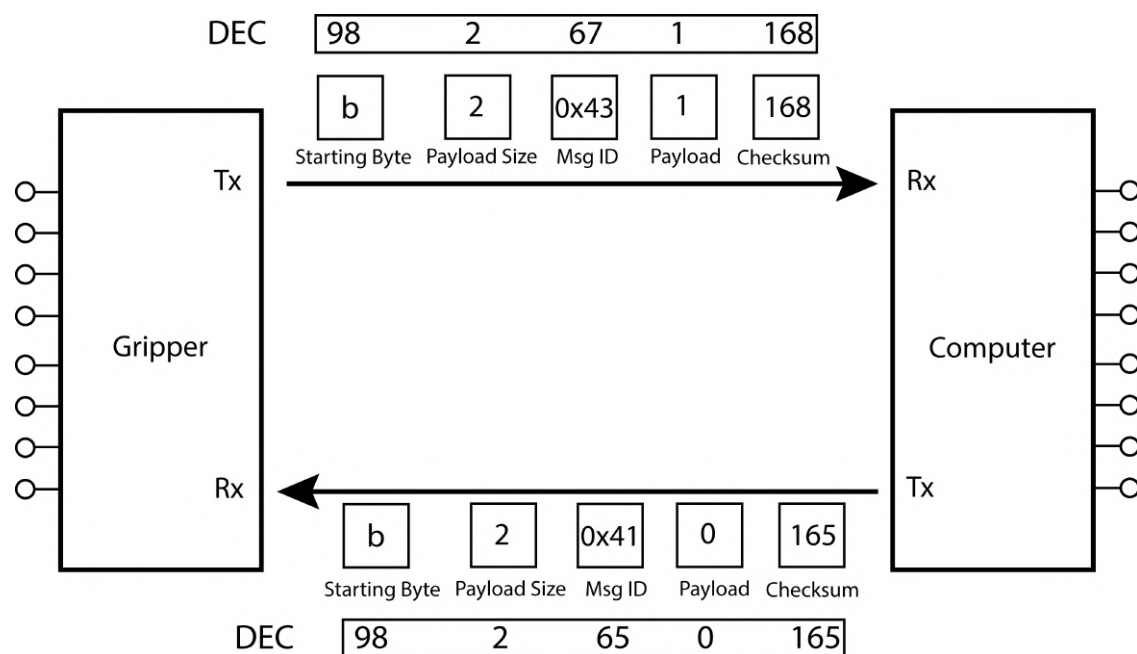 DEC 98 2 67 1 168
b 2 0x43 1 168
Starting Byte Payload Size Msg ID Payload Checksum
Tx Rx
Gripper Computer
Rx Tx
b 2 0x41 0 165
Starting Byte Payload Size Msg ID Payload Checksum
DEC 98 2 65 0 165